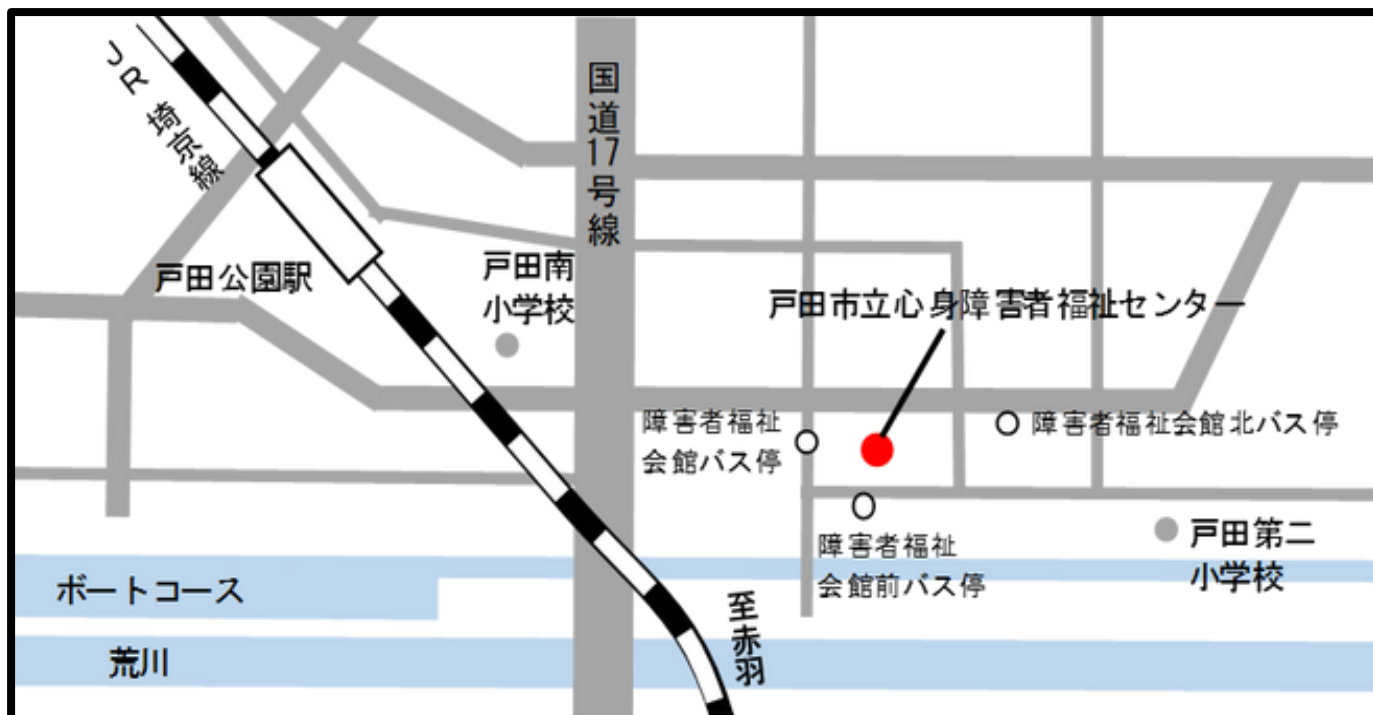 JR 埼京線
国道17号線
戸田公園駅
戸田南
小学校
戸田市立心身障害者福祉センター
障害者福祉
会館バス停
障害者福祉会館北バス停
障害者福祉
会館前バス停
戸田第二
小学校
ボートコース
至赤羽
荒川